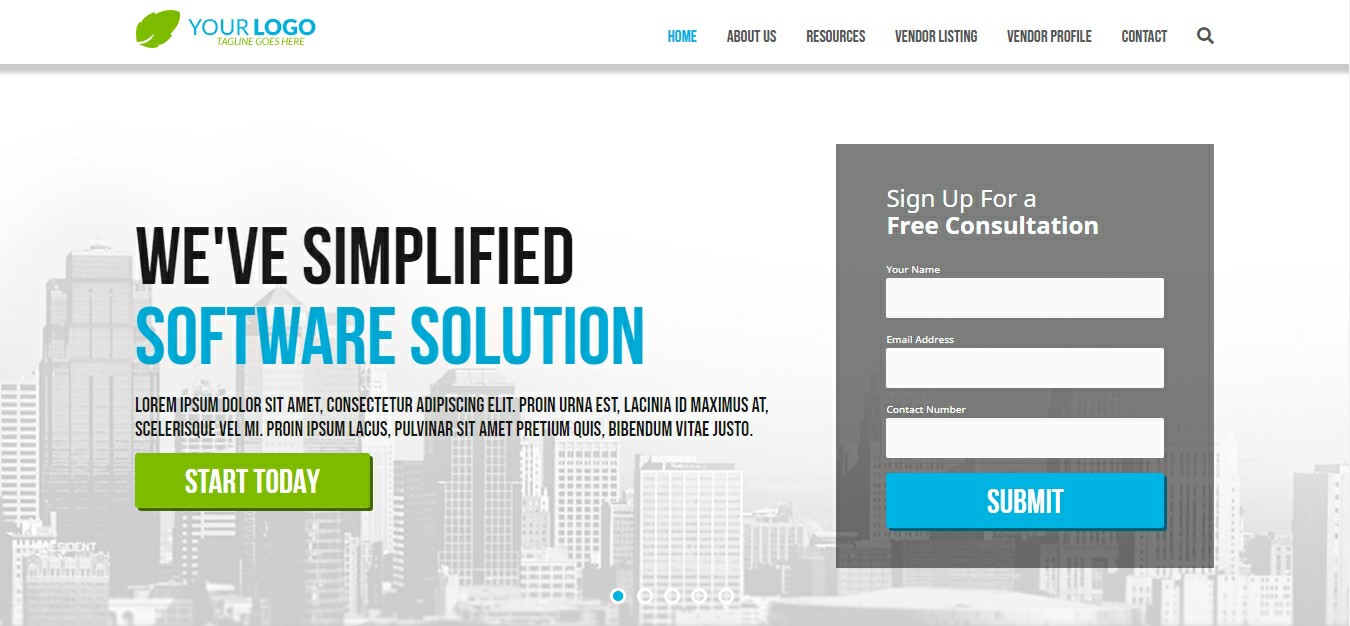 YOUR LOGO
TAGLINE GOES HERE
HOME ABOUT US RESOURCES VENDOR LISTING VENDOR PROFILE CONTACT
WE'VE SIMPLIFIED
SOFTWARE SOLUTION
LOREM IPSUM DOLOR SIT AMET, CONSECTETUR ADIPISCING ELIT. PROIN URNA EST, LACINIA ID MAXIMUS AT,
SCELERISQUE VEL MI. PROIN IPSUM LACUS, PULVINAR SIT AMET PRETIUM QUIS, BIBENDUM VITAE JUSTO.
START TODAY
Sign Up For a
Free Consultation
Your Name
Email Address
Contact Number
SUBMIT
PRESIDENT